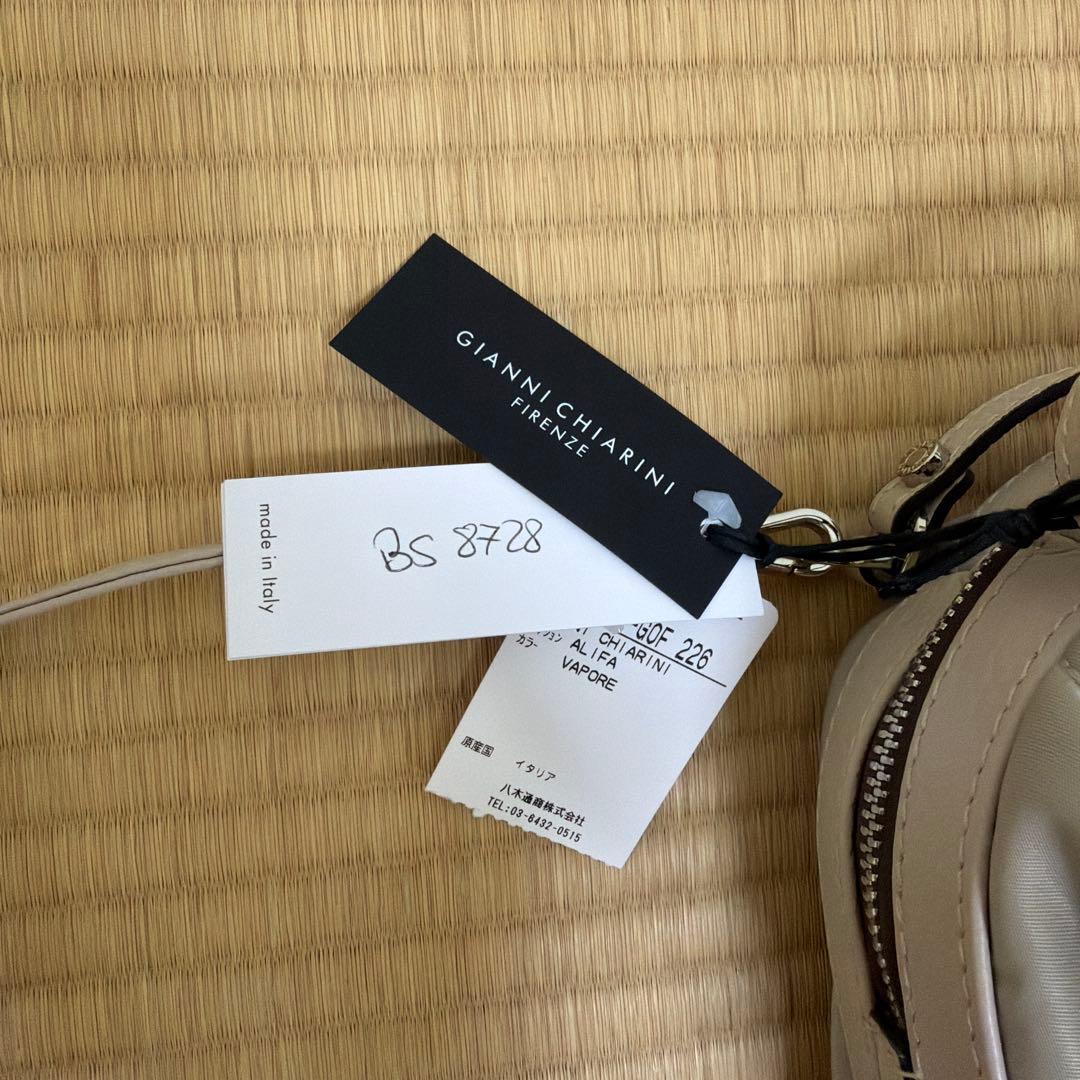 GIANNI CHIARINI
FIRENZE
made in Italy
BS 8728
GOF 226
CHIARINI
ALIFA
カラー
VAPORE
原産国
イタリア
八木通商株式会社
TEL:03-6432-0515